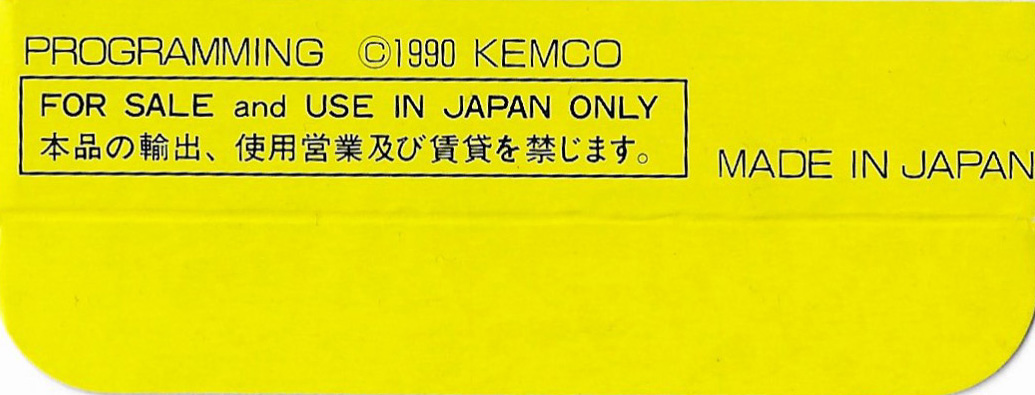 PROGRAMMING ©1990 KEMCO
FOR SALE and USE IN JAPAN ONLY
本品の輸出、使用営業及び賃貸を禁じます。
MADE IN JAPAN